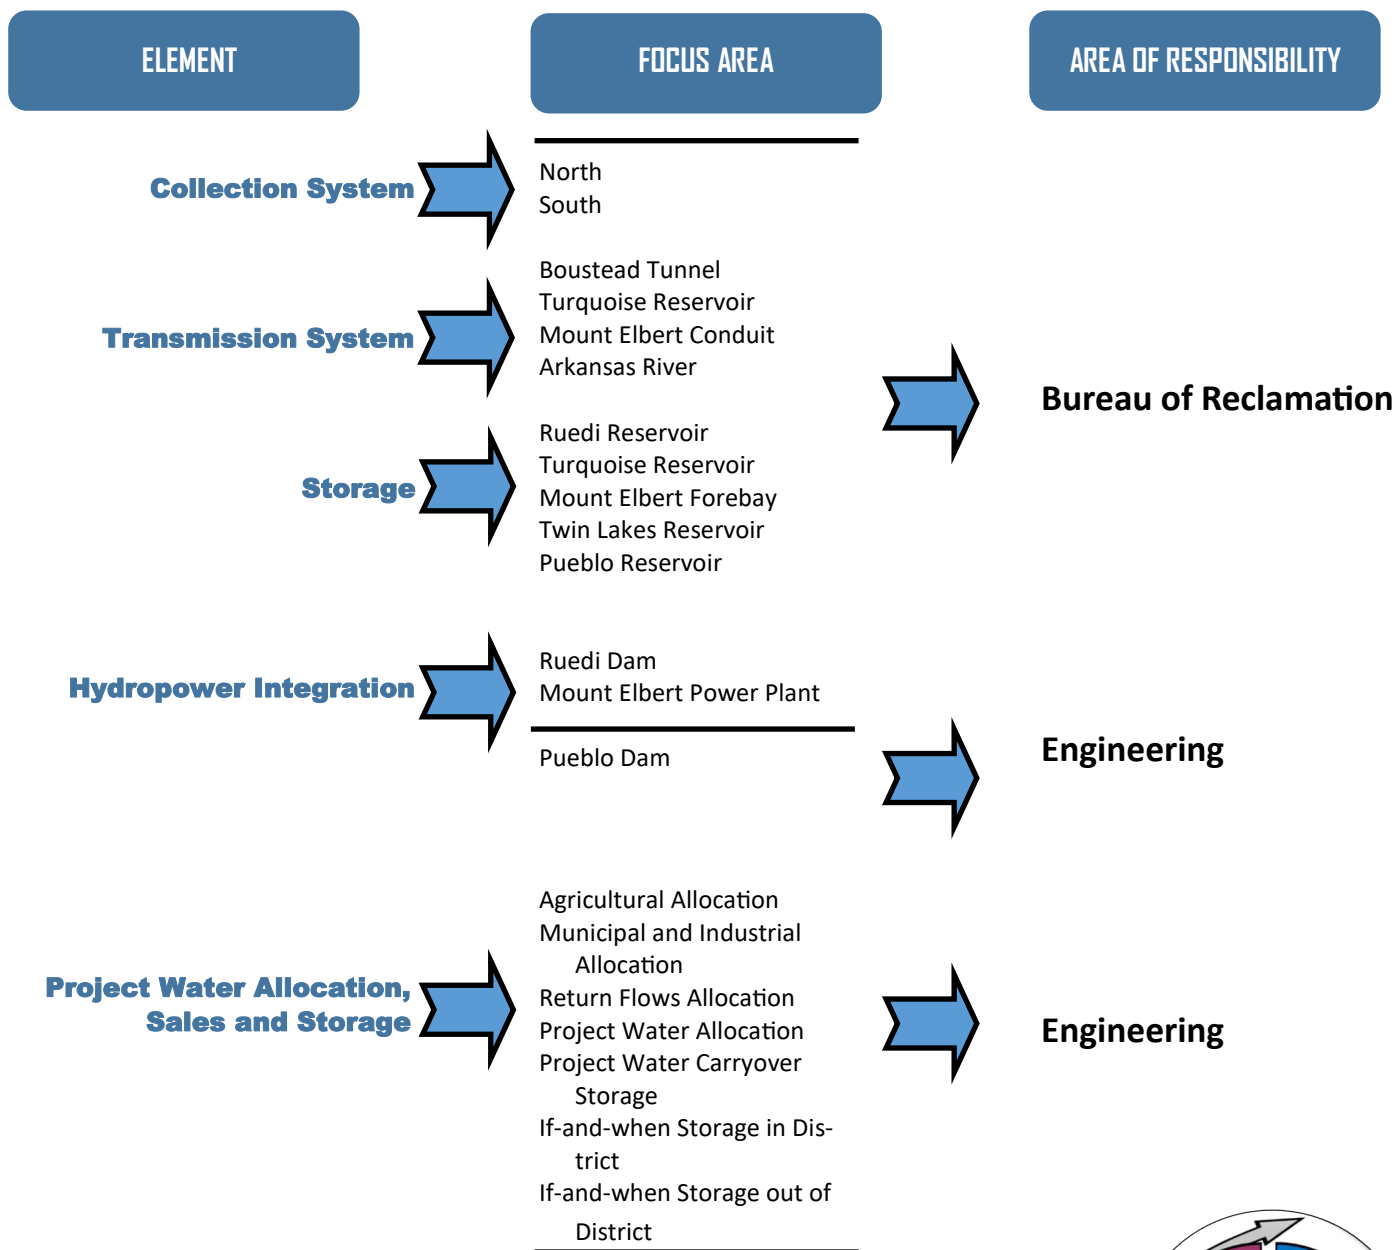 ELEMENT
FOCUS AREA
AREA OF RESPONSIBILITY
Collection System
North
South
Transmission System
Boustead Tunnel
Turquoise Reservoir
Mount Elbert Conduit
Arkansas River
Storage
Ruedi Reservoir
Turquoise Reservoir
Mount Elbert Forebay
Twin Lakes Reservoir
Pueblo Reservoir
Bureau of Reclamation
Hydropower Integration
Ruedi Dam
Mount Elbert Power Plant
Pueblo Dam
Engineering
Project Water Allocation,
Sales and Storage
Agricultural Allocation
Municipal and Industrial
Allocation
Return Flows Allocation
Project Water Allocation
Project Water Carryover
Storage
If-and-when Storage in Dis-
trict
If-and-when Storage out of
District
Engineering